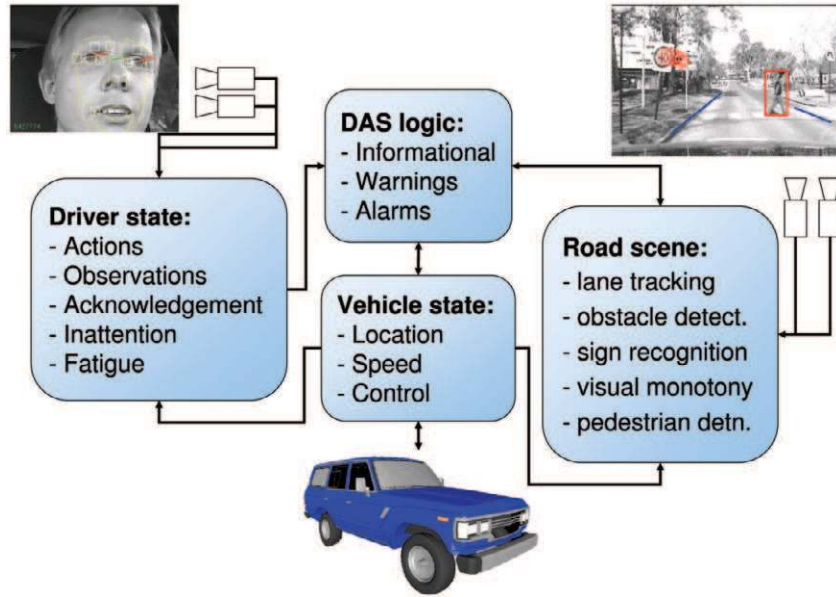 DAS logic:
- Informational
- Warnings
- Alarms
Driver state:
- Actions
- Observations
- Acknowledgement
- Inattention
- Fatigue
Vehicle state:
- Location
- Speed
- Control
Road scene:
- lane tracking
- obstacle detect.
- sign recognition
- visual monotony
- pedestrian detn.